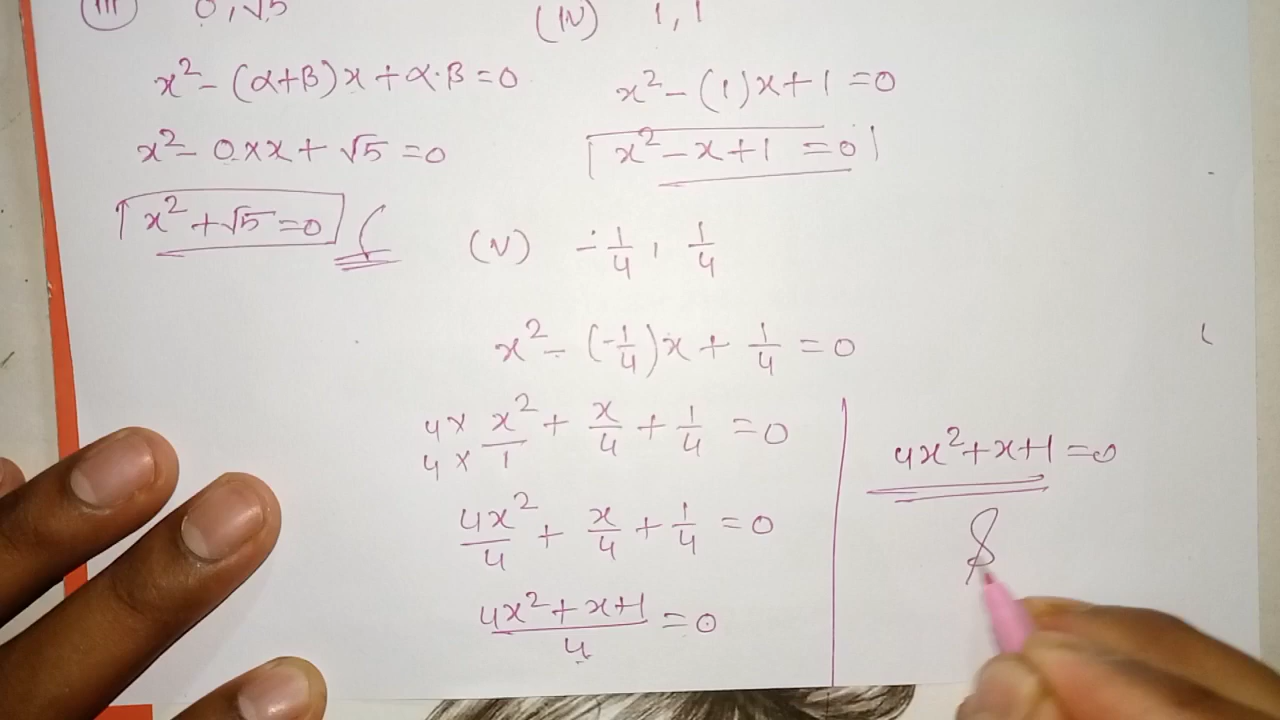 (III) 0, √5
x² - (α+β)x + α·β = 0
x² - 0×x + √5 = 0
x² + √5 = 0
(IV) 1, 1
x² - (1)x + 1 = 0
x² - x + 1 = 0
(V) -1/4, 1/4
x² - (-1/4)x + 1/4 = 0
4× x²/4× 1 + x/4 + 1/4 = 0
4x²/4 + x/4 + 1/4 = 0
4x² + x + 1/4 = 0
4x² + x + 1 = 0